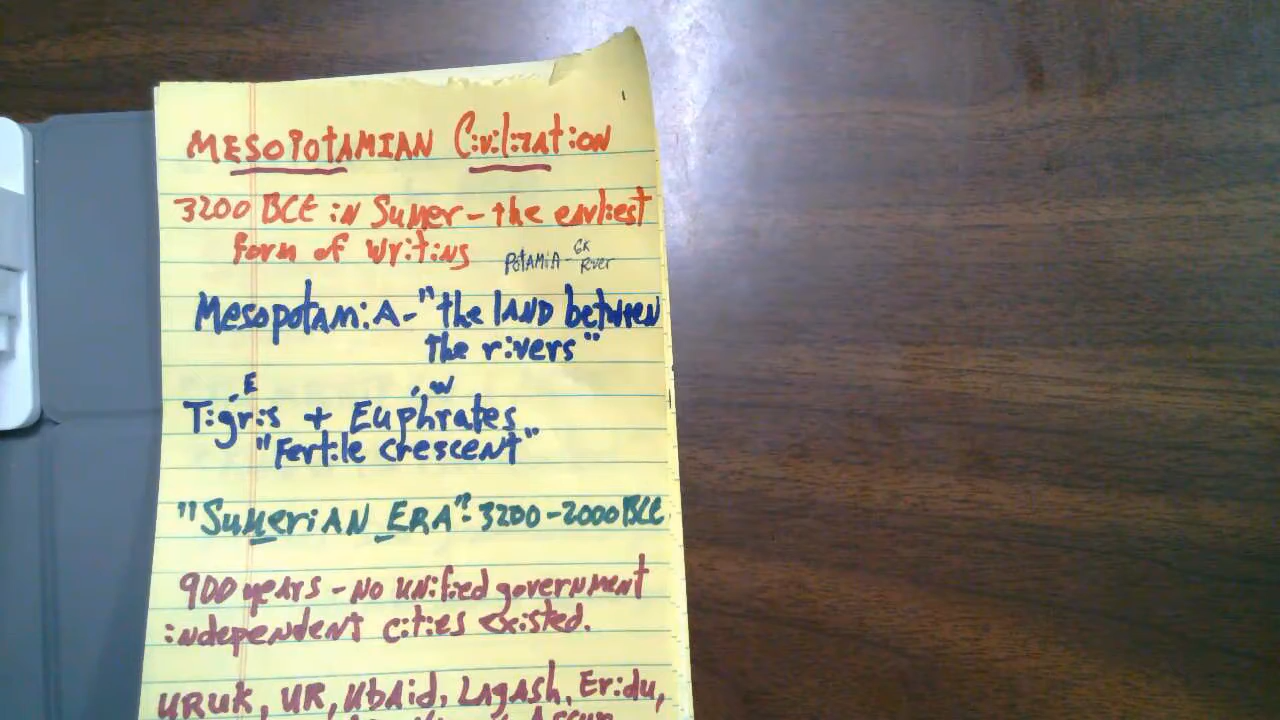 MESOPOTAMIAN Civilization
3200 BCE in Sumer - the earliest
form of writing
POTAMIA - GK
River
Mesopotamia - "the LAND between
the rivers"
E W
Tigris + Euphrates
"Fertile crescent"
"SUMERIAN ERA": 3200-2000 BCE
900 years - No unified government
independent cities existed.
URUK, UR, UbAid, LAgAsh, Eridu,